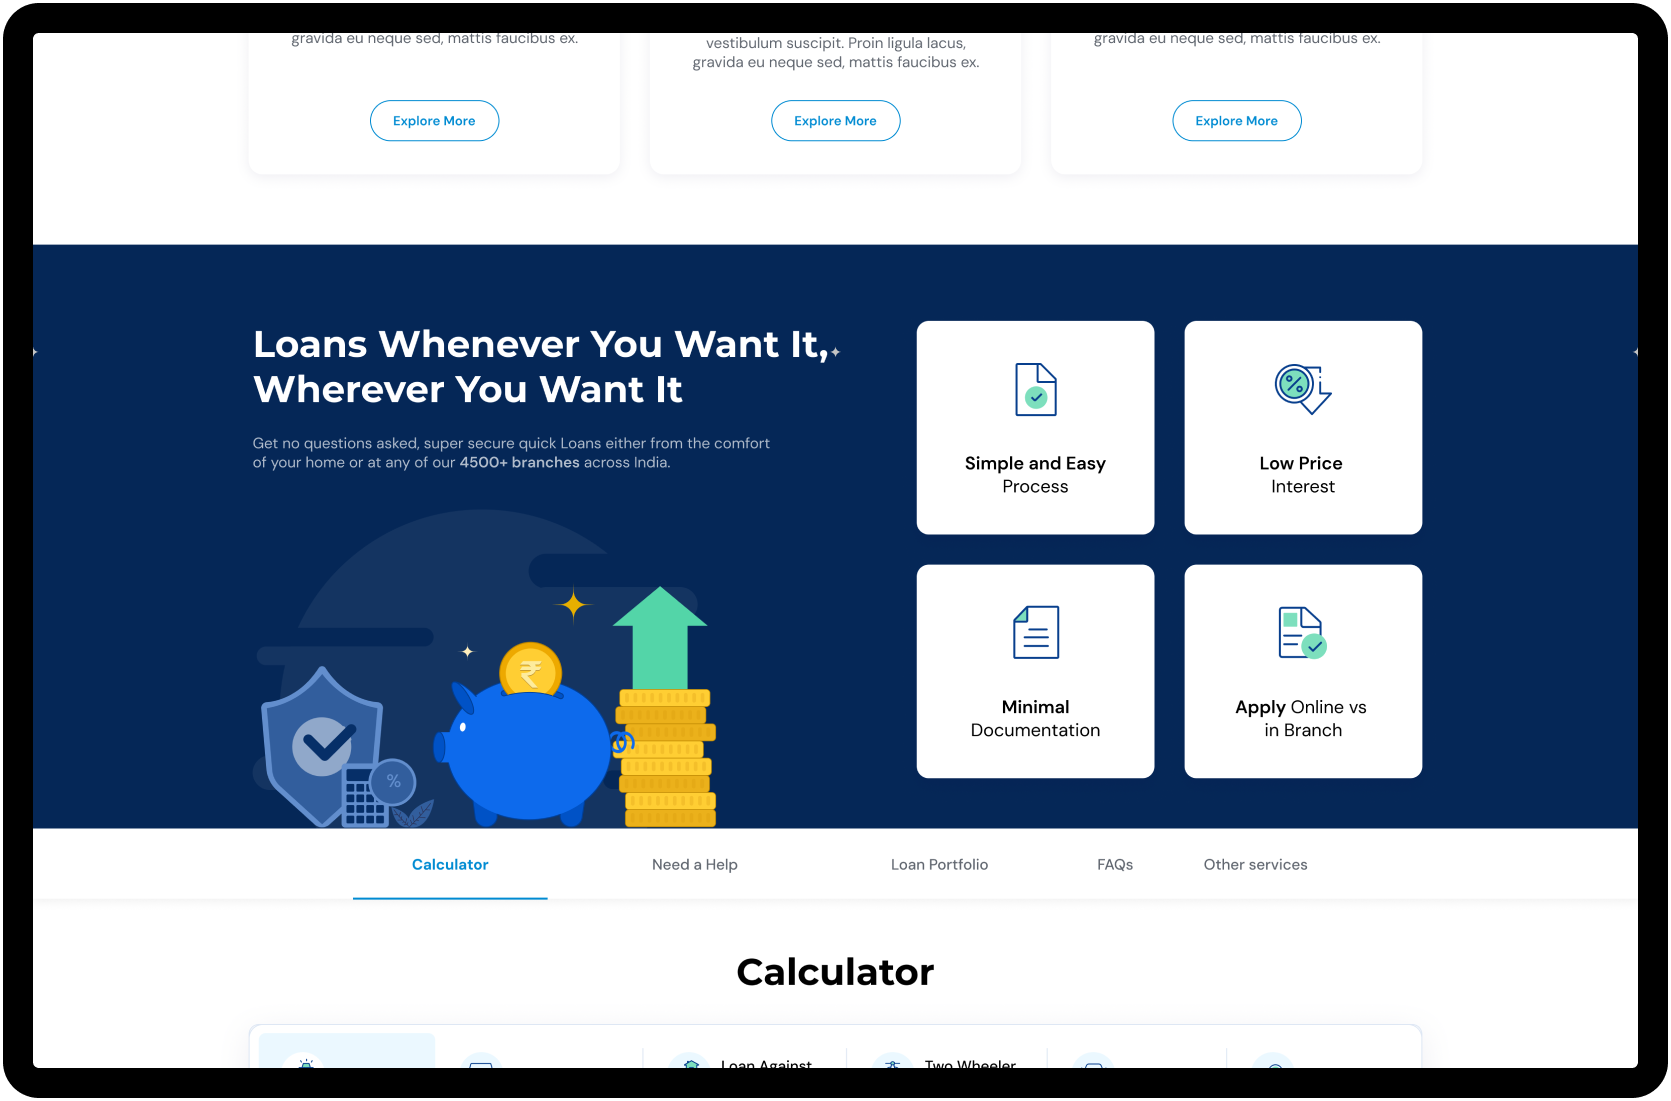 gravida eu neque sed, mattis faucibus ex.
vestibulum suscipit. Proin ligula lacus,
gravida eu neque sed, mattis faucibus ex.
gravida eu neque sed, mattis faucibus ex.
Explore More
Explore More
Explore More
Loans Whenever You Want It,
Wherever You Want It
Get no questions asked, super secure quick Loans either from the comfort
of your home or at any of our 4500+ branches across India.
Simple and Easy
Process
Low Price
Interest
Minimal
Documentation
Apply Online vs
in Branch
₹
%
Calculator
Need a Help
Loan Portfolio
FAQs
Other services
Calculator
Loan Against
Two Wheeler